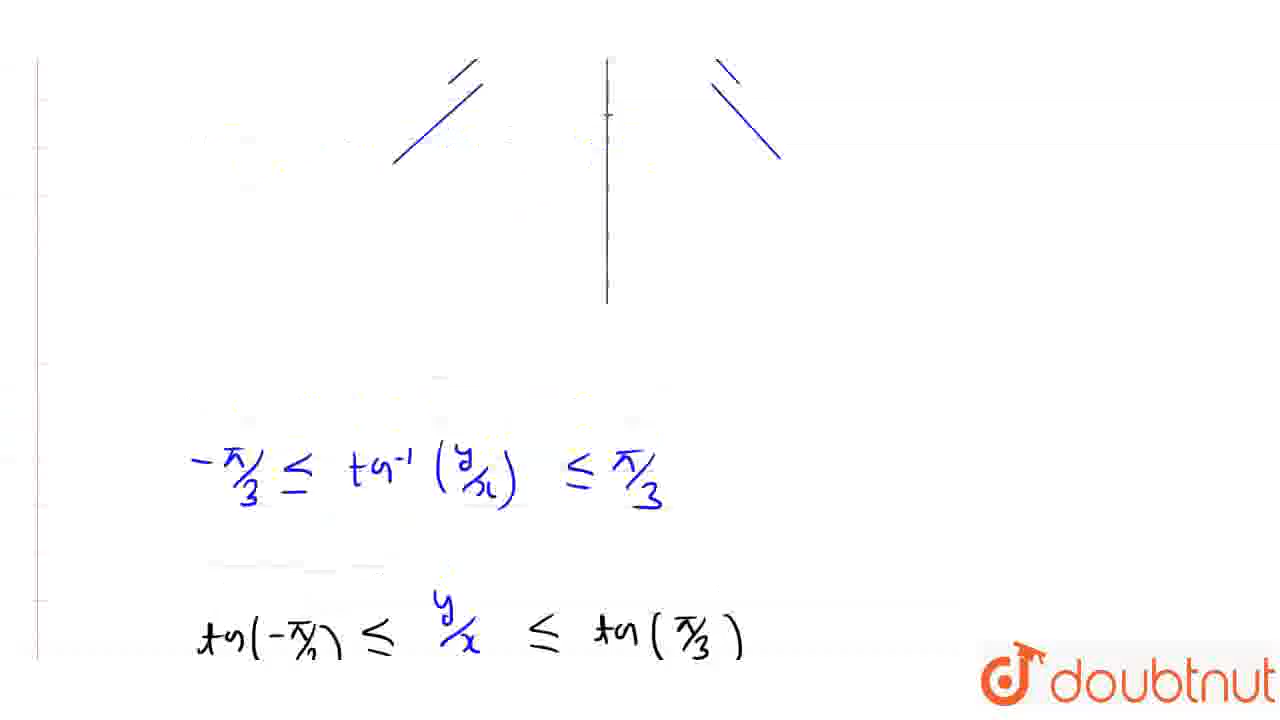 -π/3 ≤ tan⁻¹ (y/x) ≤ π/3
tan(-π/3) ≤ y/x ≤ tan(π/3)
doubtnut